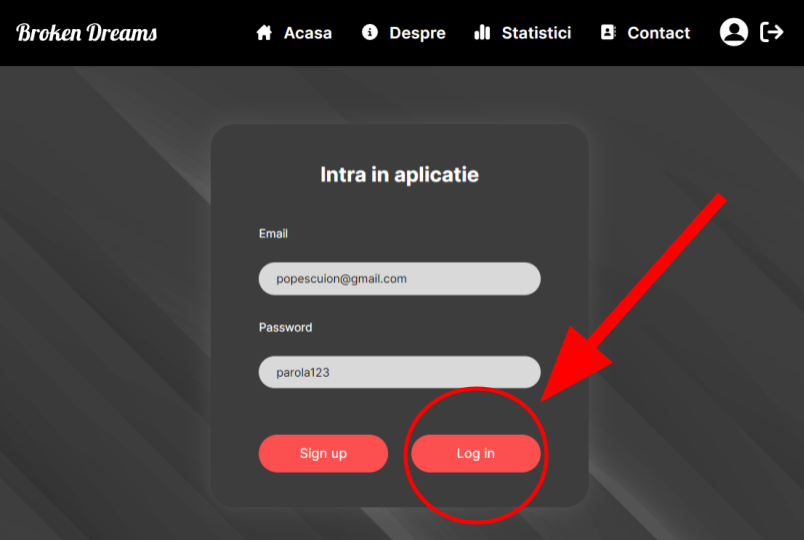 Broken Dreams
Acasa
Despre
Statistici
Contact
Intra in aplicatie
Email
popescuion@gmail.com
Password
parola123
Sign up
Log in